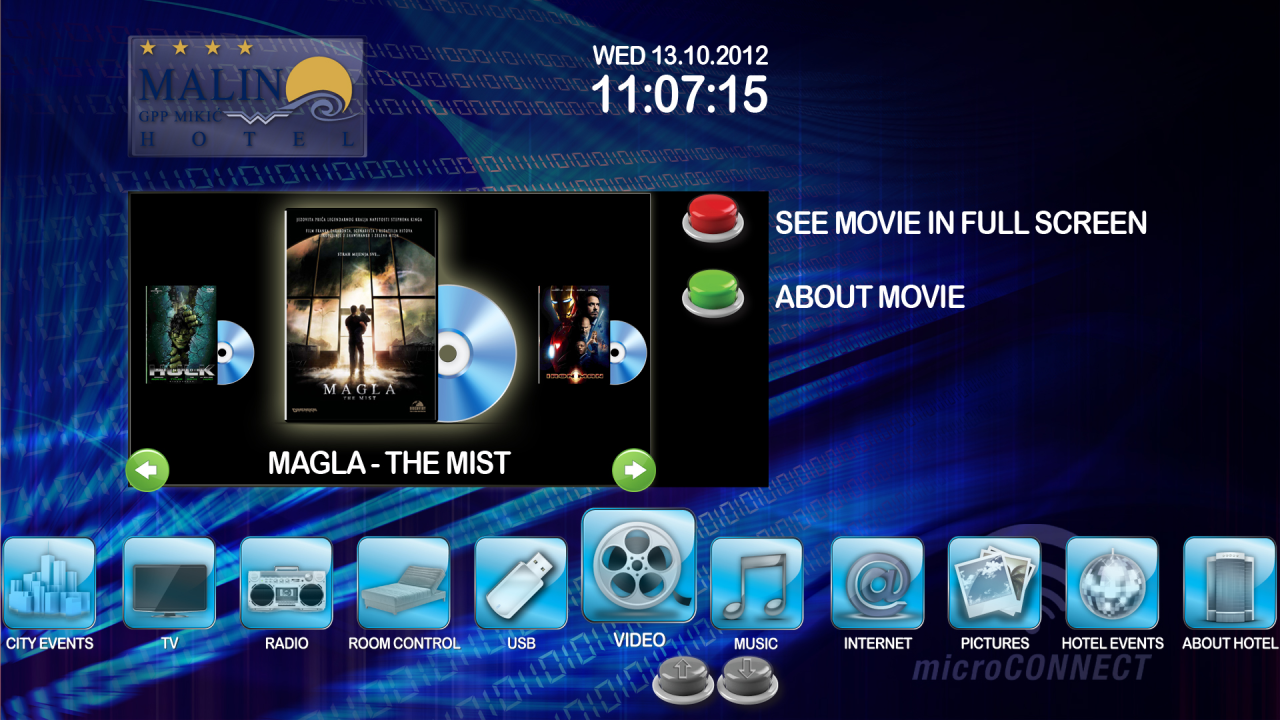 MALIN
GPP MIKIC
HOTEL
WED 13.10.2012
11:07:15
SEE MOVIE IN FULL SCREEN
ABOUT MOVIE
MAGLA
THE MIST
IRON MAN
MAGLA - THE MIST
CITY EVENTS
TV
RADIO
ROOM CONTROL
USB
VIDEO
MUSIC
INTERNET
PICTURES
HOTEL EVENTS
ABOUT HOTEL
microCONNECT